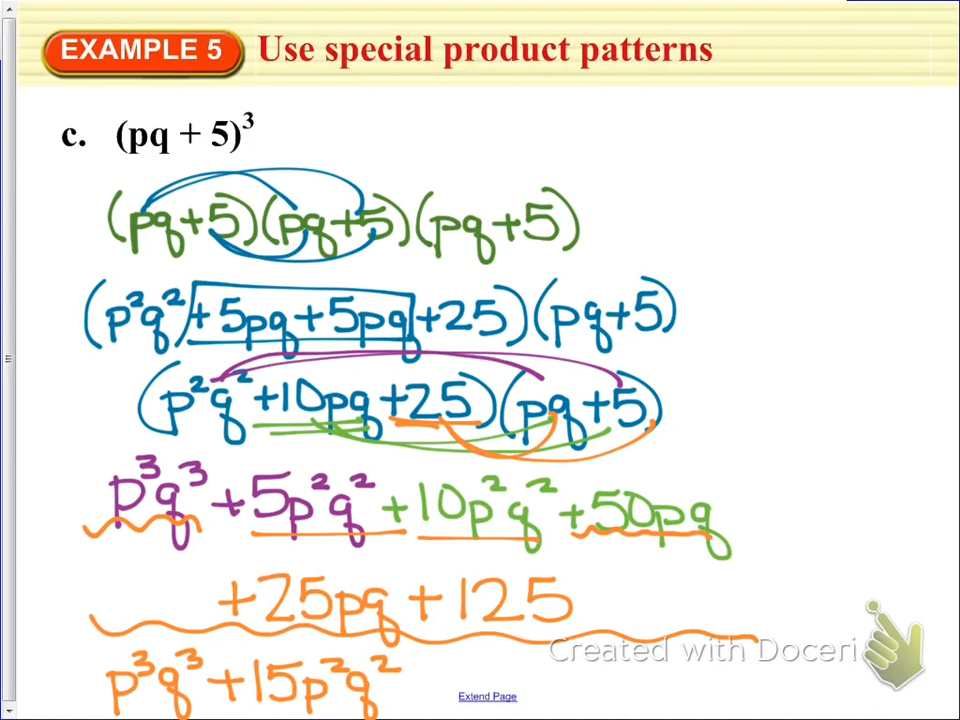 EXAMPLE 5 Use special product patterns
c. (pq + 5)³
(pq+5)(pq+5)(pq+5)
(p²q²+5pq+5pq+25)(pq+5)
(p²q²+10pq+25)(pq+5)
p³q³+5p²q²+10p²q²+50pq
+25pq+125
Created with Doceri
p³q³+15p²q²
Extend Page